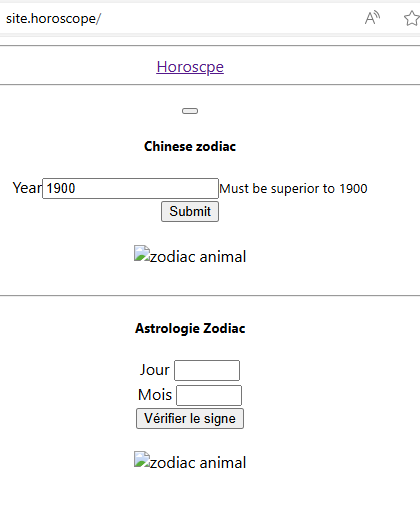 site.horoscope/
Horoscpe
Chinese zodiac
Year 1900 Must be superior to 1900
Submit
zodiac animal
Astrologie Zodiac
Jour
Mois
Vérifier le signe
zodiac animal